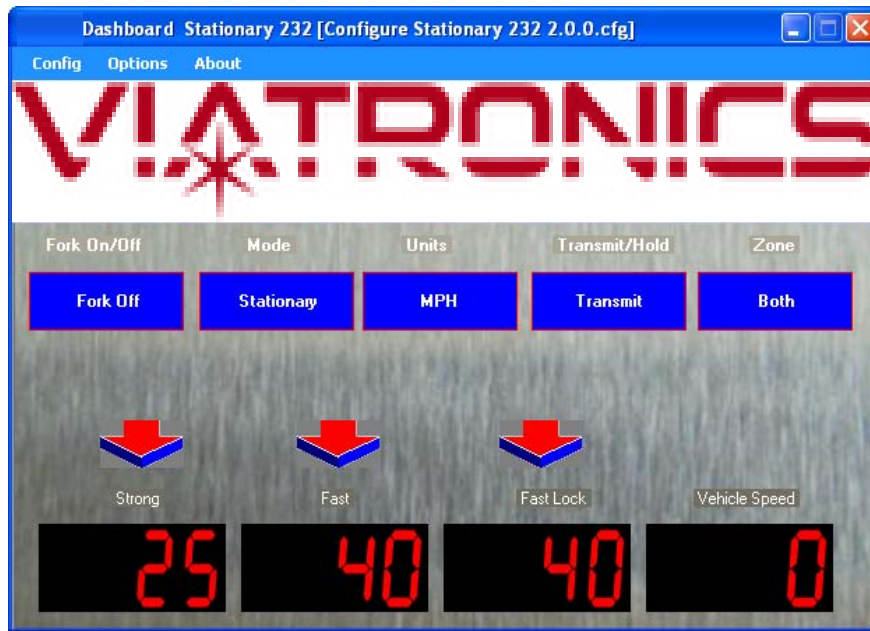 Dashboard Stationary 232 [Configure Stationary 232 2.0.0.cfg]
Config Options About
VIATRONICS
Fork On/Off Mode Units Transmit/Hold Zone
Fork Off Stationary MPH Transmit Both
Strong Fast Fast Lock Vehicle Speed
25 40 40 0